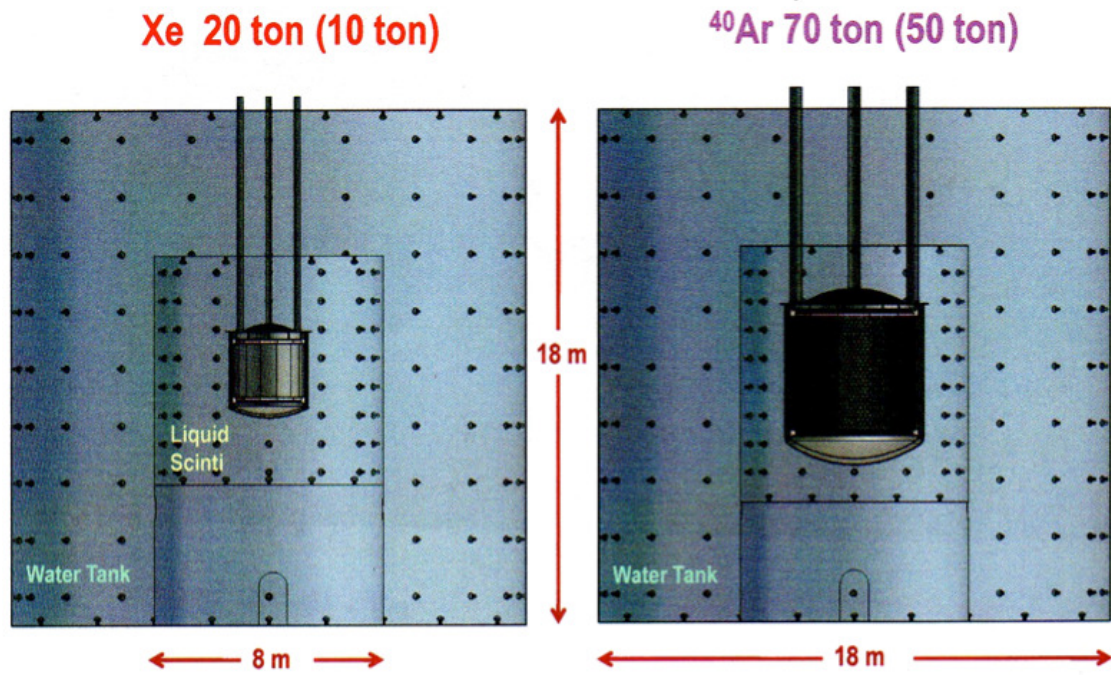 Xe 20 ton (10 ton)
⁴⁰Ar 70 ton (50 ton)
18 m
Liquid
Scinti
Water Tank
Water Tank
8 m
18 m